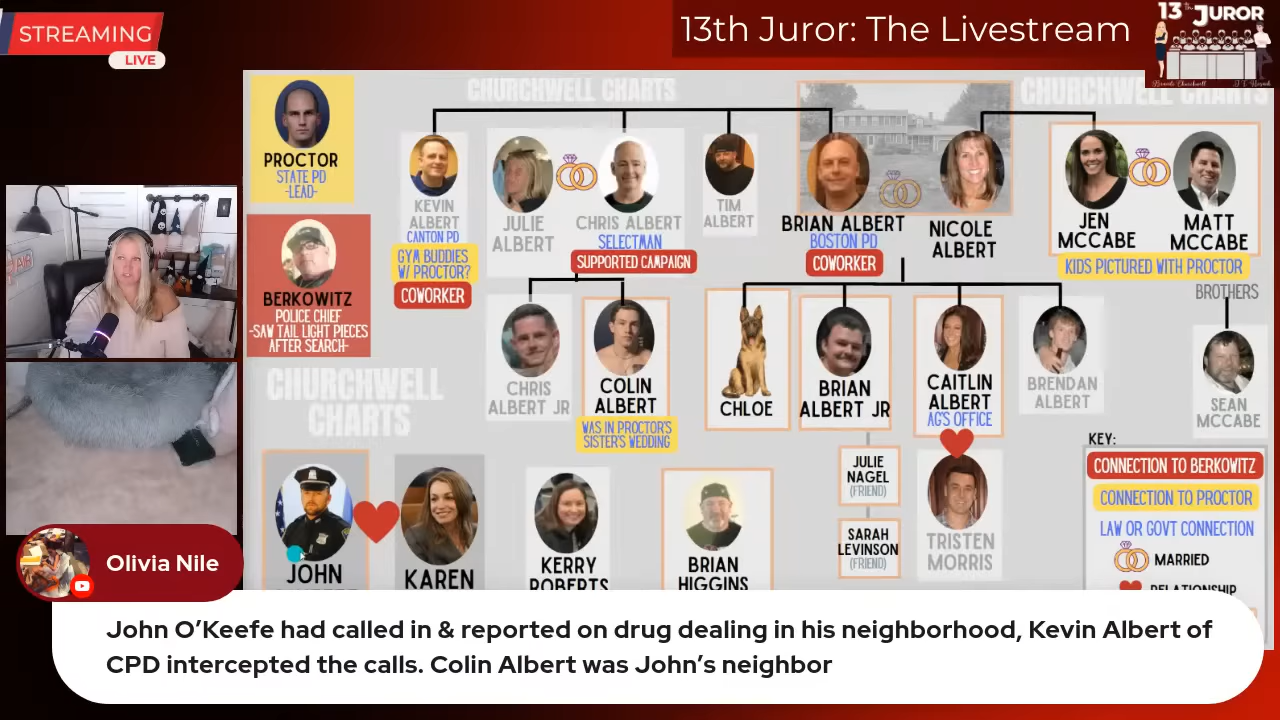 STREAMING
LIVE
13th Juror: The Livestream
13th JUROR
CHURCHWELL CHARTS
CHURCHWELL CHARTS
PROCTOR
STATE PD
-LEAD-
BERKOWITZ
POLICE CHIEF
-SAW TAIL LIGHT PIECES
AFTER SEARCH-
KEVIN
ALBERT
CANTON PD
GYM BUDDIES
W/ PROCTOR?
COWORKER
JULIE
ALBERT
CHRIS ALBERT
SELECTMAN
SUPPORTED CAMPAIGN
TIM
ALBERT
BRIAN ALBERT
BOSTON PD
COWORKER
NICOLE
ALBERT
JEN
MCCABE
MATT
MCCABE
KIDS PICTURED WITH PROCTOR
BROTHERS
SEAN
MCCABE
CHURCHWELL
CHARTS
CHRIS
ALBERT JR
COLIN
ALBERT
WAS IN PROCTOR'S
SISTER'S WEDDING
CHLOE
BRIAN
ALBERT JR
CAITLIN
ALBERT
AG'S OFFICE
BRENDAN
ALBERT
JULIE
NAGEL
(FRIEND)
SARAH
LEVINSON
(FRIEND)
TRISTEN
MORRIS
JOHN
KAREN
KERRY
ROBERTS
BRIAN
HIGGINS
KEY:
CONNECTION TO BERKOWITZ
CONNECTION TO PROCTOR
LAW OR GOVT CONNECTION
MARRIED
RELATIONSHIP
Olivia Nile
John O’Keefe had called in & reported on drug dealing in his neighborhood, Kevin Albert of
CPD intercepted the calls. Colin Albert was John’s neighbor